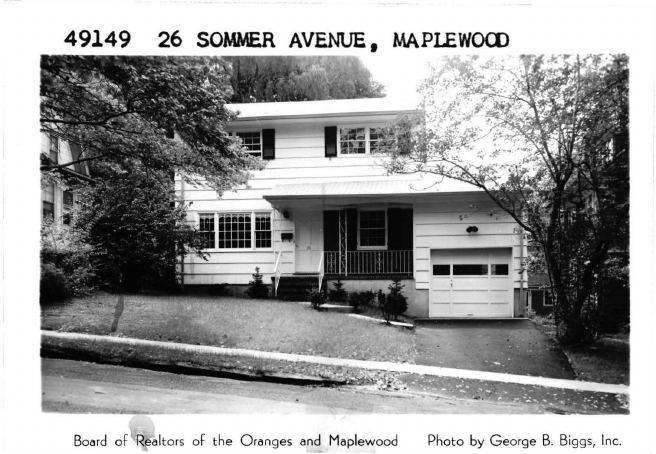 49149 26 SOMMER AVENUE, MAPLEWOOD
Board of Realtors of the Oranges and Maplewood Photo by George B. Biggs, Inc.